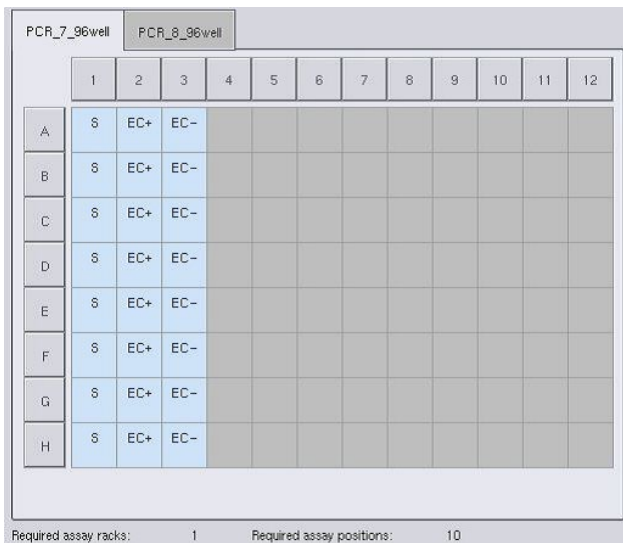 PCR_7_96well PCR_8_96well
1 2 3 4 5 6 7 8 9 10 11 12
A S EC+ EC-
B S EC+ EC-
C S EC+ EC-
D S EC+ EC-
E S EC+ EC-
F S EC+ EC-
G S EC+ EC-
H S EC+ EC-
Required assay racks: 1 Required assay positions: 10